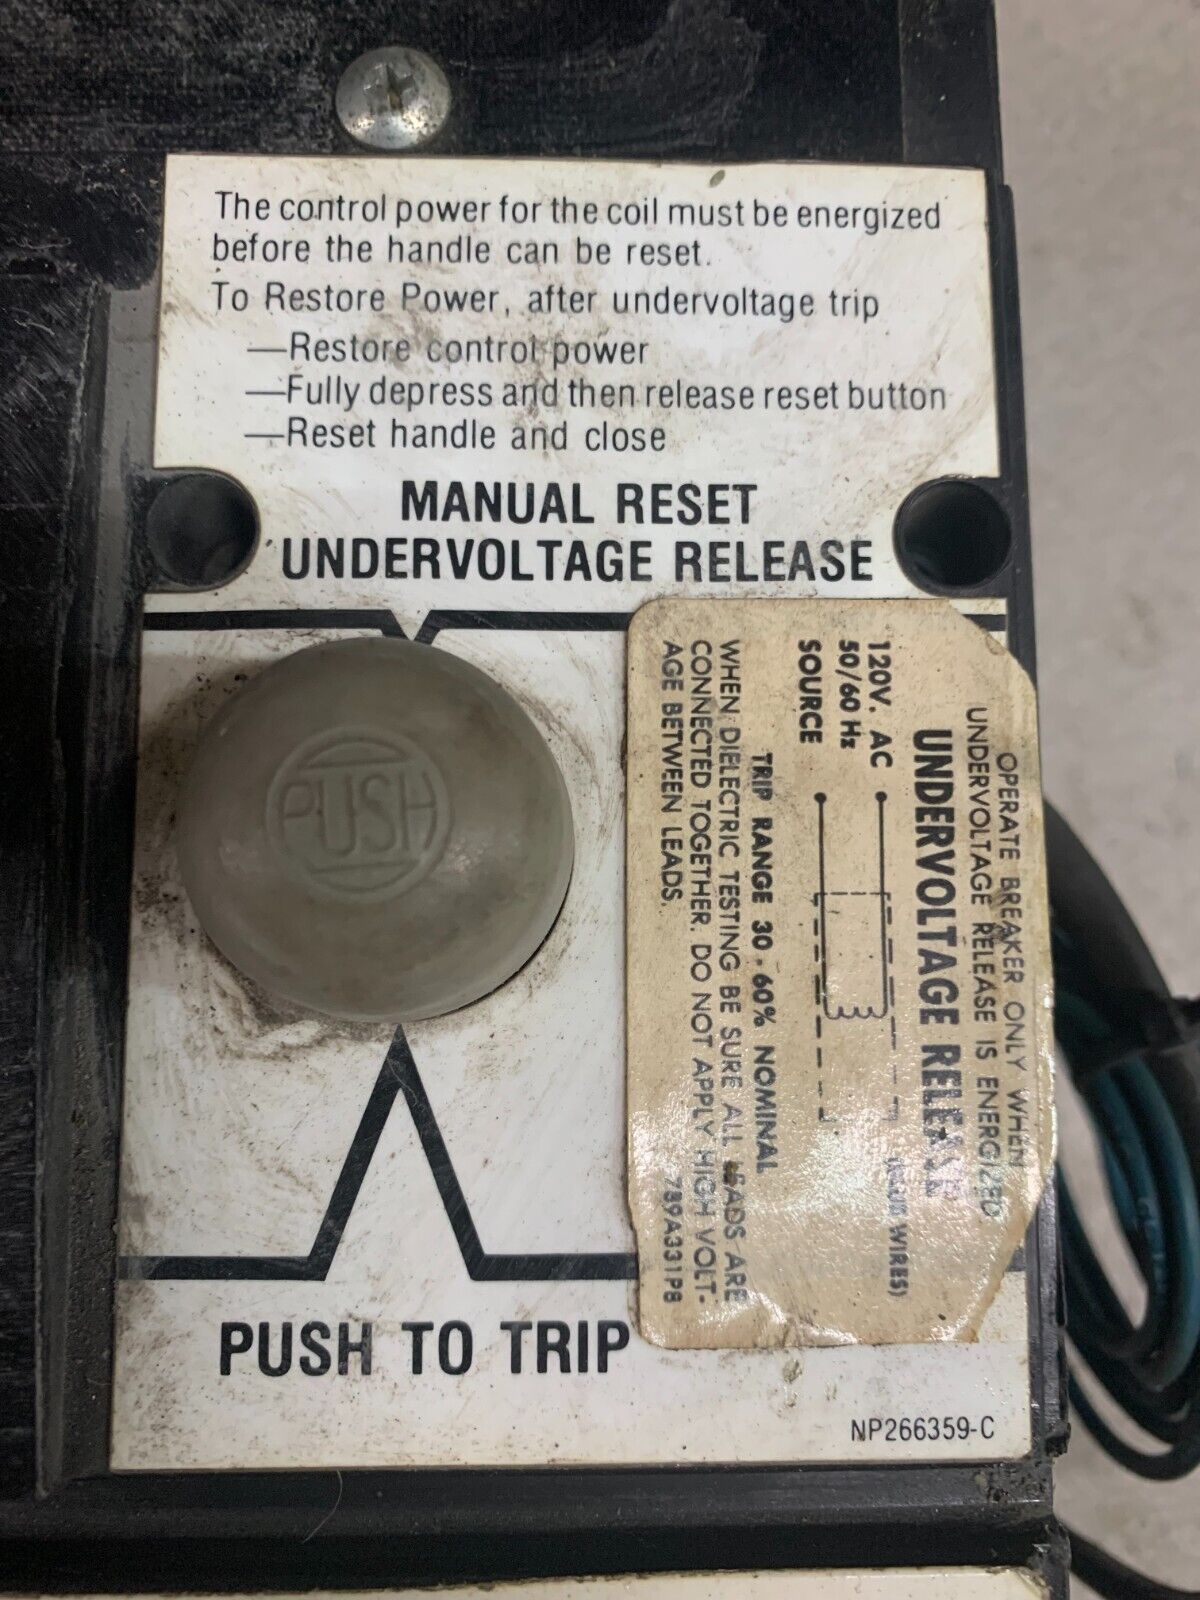 The control power for the coil must be energized
before the handle can be reset.
To Restore Power, after undervoltage trip
—Restore control power
—Fully depress and then release reset button
—Reset handle and close
MANUAL RESET
UNDERVOLTAGE RELEASE
PUSH
OPERATE BREAKER ONLY WHEN
UNDERVOLTAGE RELEASE IS ENERGIZED
UNDERVOLTAGE RELEASE
120V. AC
50/60 Hz
SOURCE
(BLUE WIRES)
TRIP RANGE 30-60% NOMINAL
WHEN DIELECTRIC TESTING BE SURE ALL LEADS ARE
CONNECTED TOGETHER. DO NOT APPLY HIGH VOLT-
AGE BETWEEN LEADS.
789A331P8
PUSH TO TRIP
NP266359-C